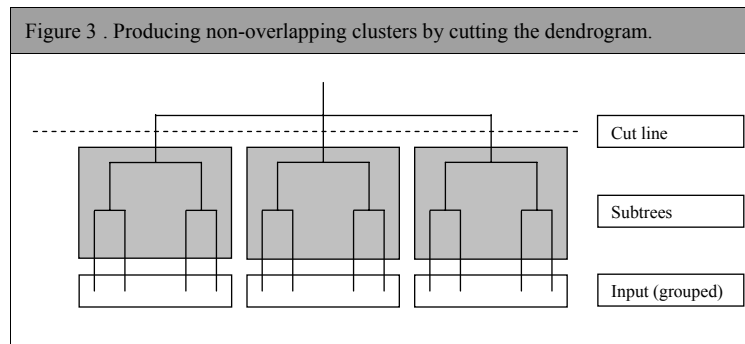 Figure 3 . Producing non-overlapping clusters by cutting the dendrogram.
Cut line
Subtrees
Input (grouped)